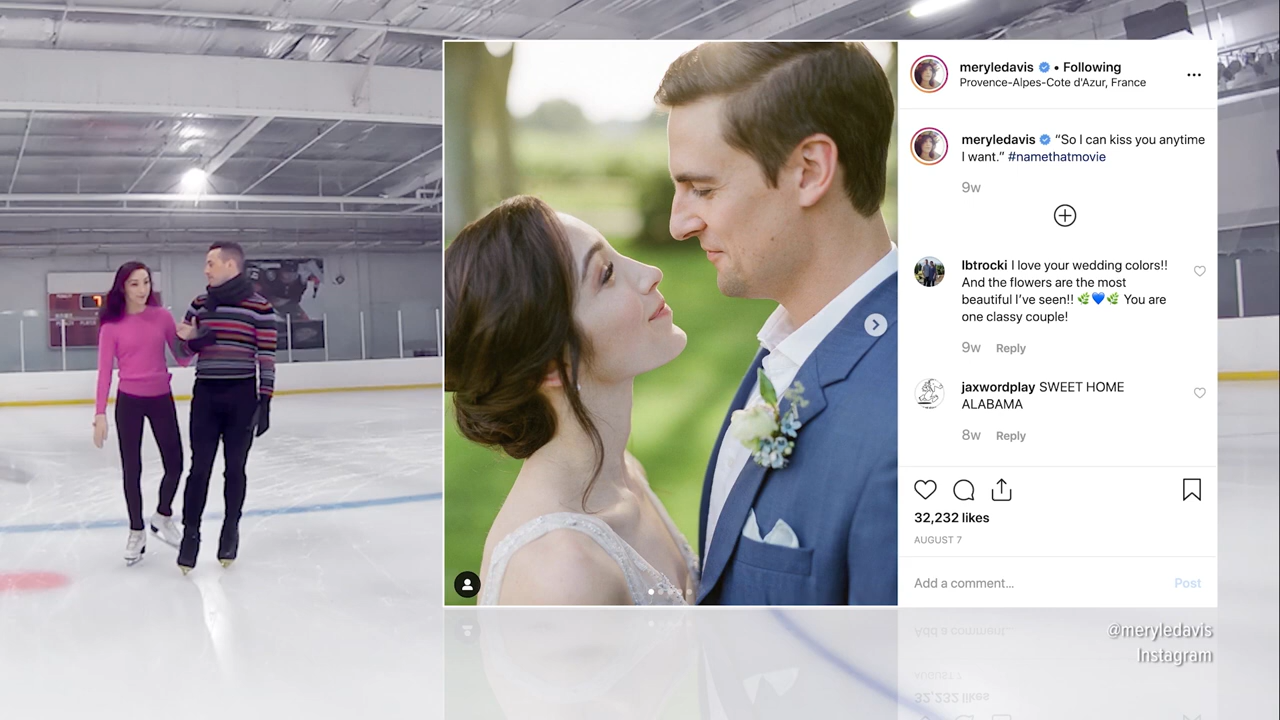 meryledavis • Following
Provence-Alpes-Cote d'Azur, France
meryledavis “So I can kiss you anytime
I want.” #namethatmovie
9w
lbtrocki I love your wedding colors!!
And the flowers are the most
beautiful I’ve seen!! 🌿💙🌿 You are
one classy couple!
9w Reply
jaxwordplay SWEET HOME
ALABAMA
8w Reply
32,232 likes
AUGUST 7
Add a comment... Post
@meryledavis
Instagram